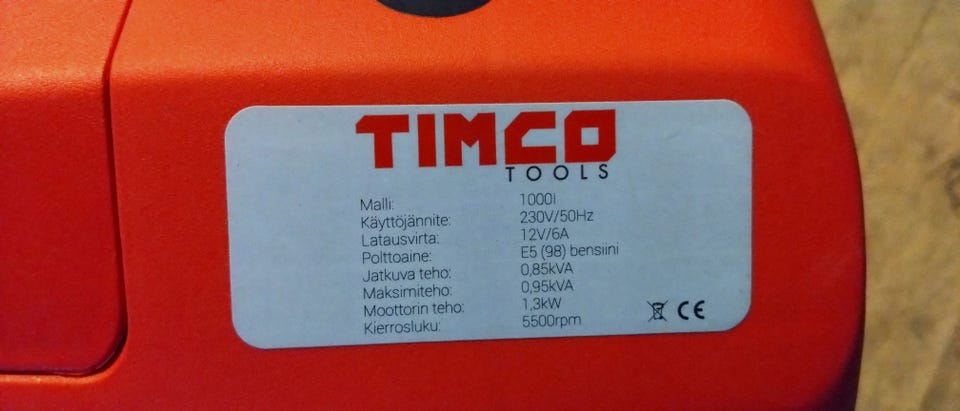 TIMCO
TOOLS
Malli: 1000i
Käyttöjännite: 230V/50Hz
Latausvirta: 12V/6A
Polttoaine: E5 (98) bensiini
Jatkuva teho: 0,85kVA
Maksimiteho: 0,95kVA
Moottorin teho: 1,3kW
Kierrosluku: 5500rpm
CE